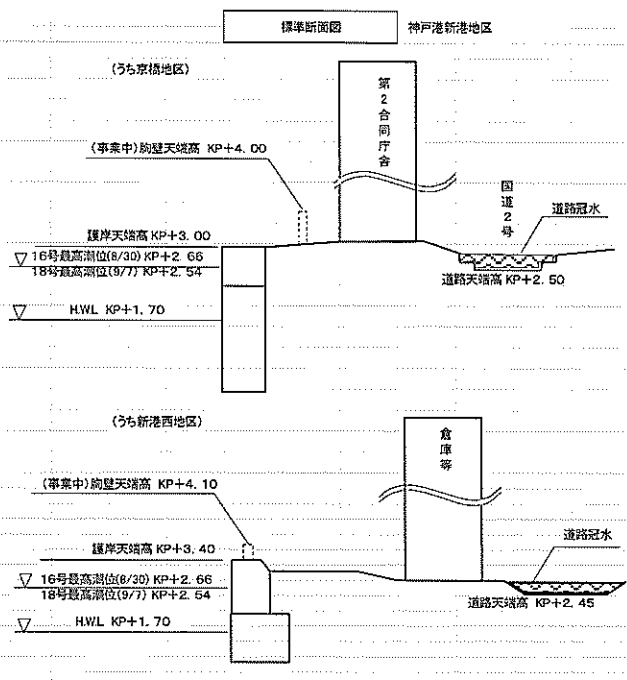 標準断面図 神戸港新港地区
(うち京橋地区)
第2合同庁舎
(事業中)胸壁天端高 KP+4.00
国道2号
道路冠水
護岸天端高 KP+3.00
16号最高潮位(8/30) KP+2.66
18号最高潮位(9/7) KP+2.54
道路天端高 KP+2.50
H.W.L KP+1.70
(うち新港西地区)
倉庫等
(事業中)胸壁天端高 KP+4.10
道路冠水
護岸天端高 KP+3.40
16号最高潮位(8/30) KP+2.66
18号最高潮位(9/7) KP+2.54
道路天端高 KP+2.45
H.W.L KP+1.70